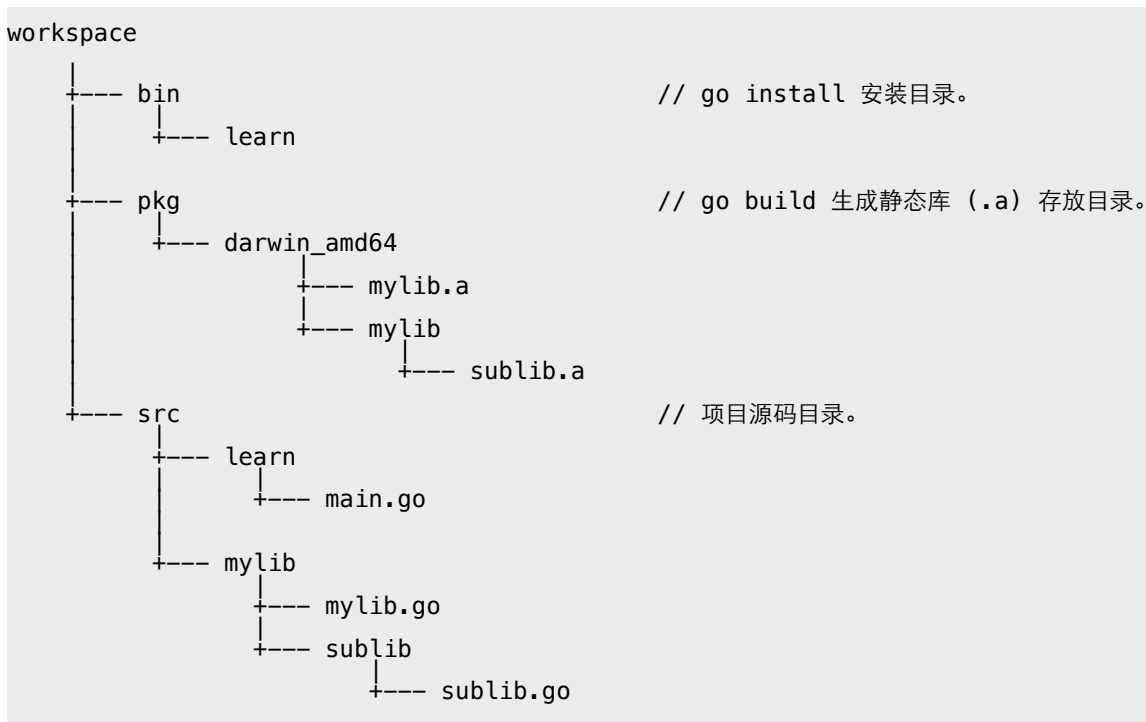 workspace
+--- bin // go install 安装目录。
+--- learn
+--- pkg // go build 生成静态库 (.a) 存放目录。
+--- darwin_amd64
+--- mylib.a
+--- mylib
+--- sublib.a
+--- src // 项目源码目录。
+--- learn
+--- main.go
+--- mylib
+--- mylib.go
+--- sublib
+--- sublib.go